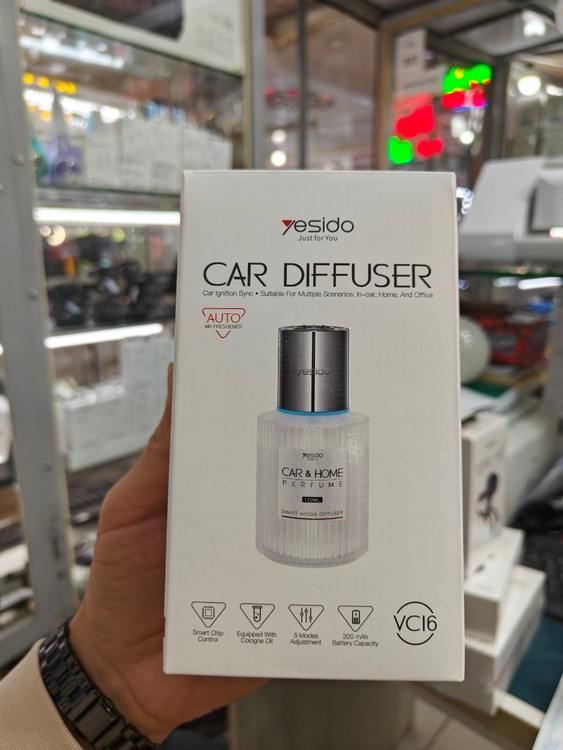 yesido
Just for You
CAR DIFFUSER
Car Ignition Sync • Suitable For Multiple Scenarios: In-car, Home, And Office
AUTO
AIR FRESHENER
yesido
yesido
CAR & HOME
PERFUME
120ML
SMART AROMA DIFFUSER
Smart Chip
Control
Equipped With
Cologne Oil
5 Modes
Adjustment
200 mAh
Battery Capacity
VC16